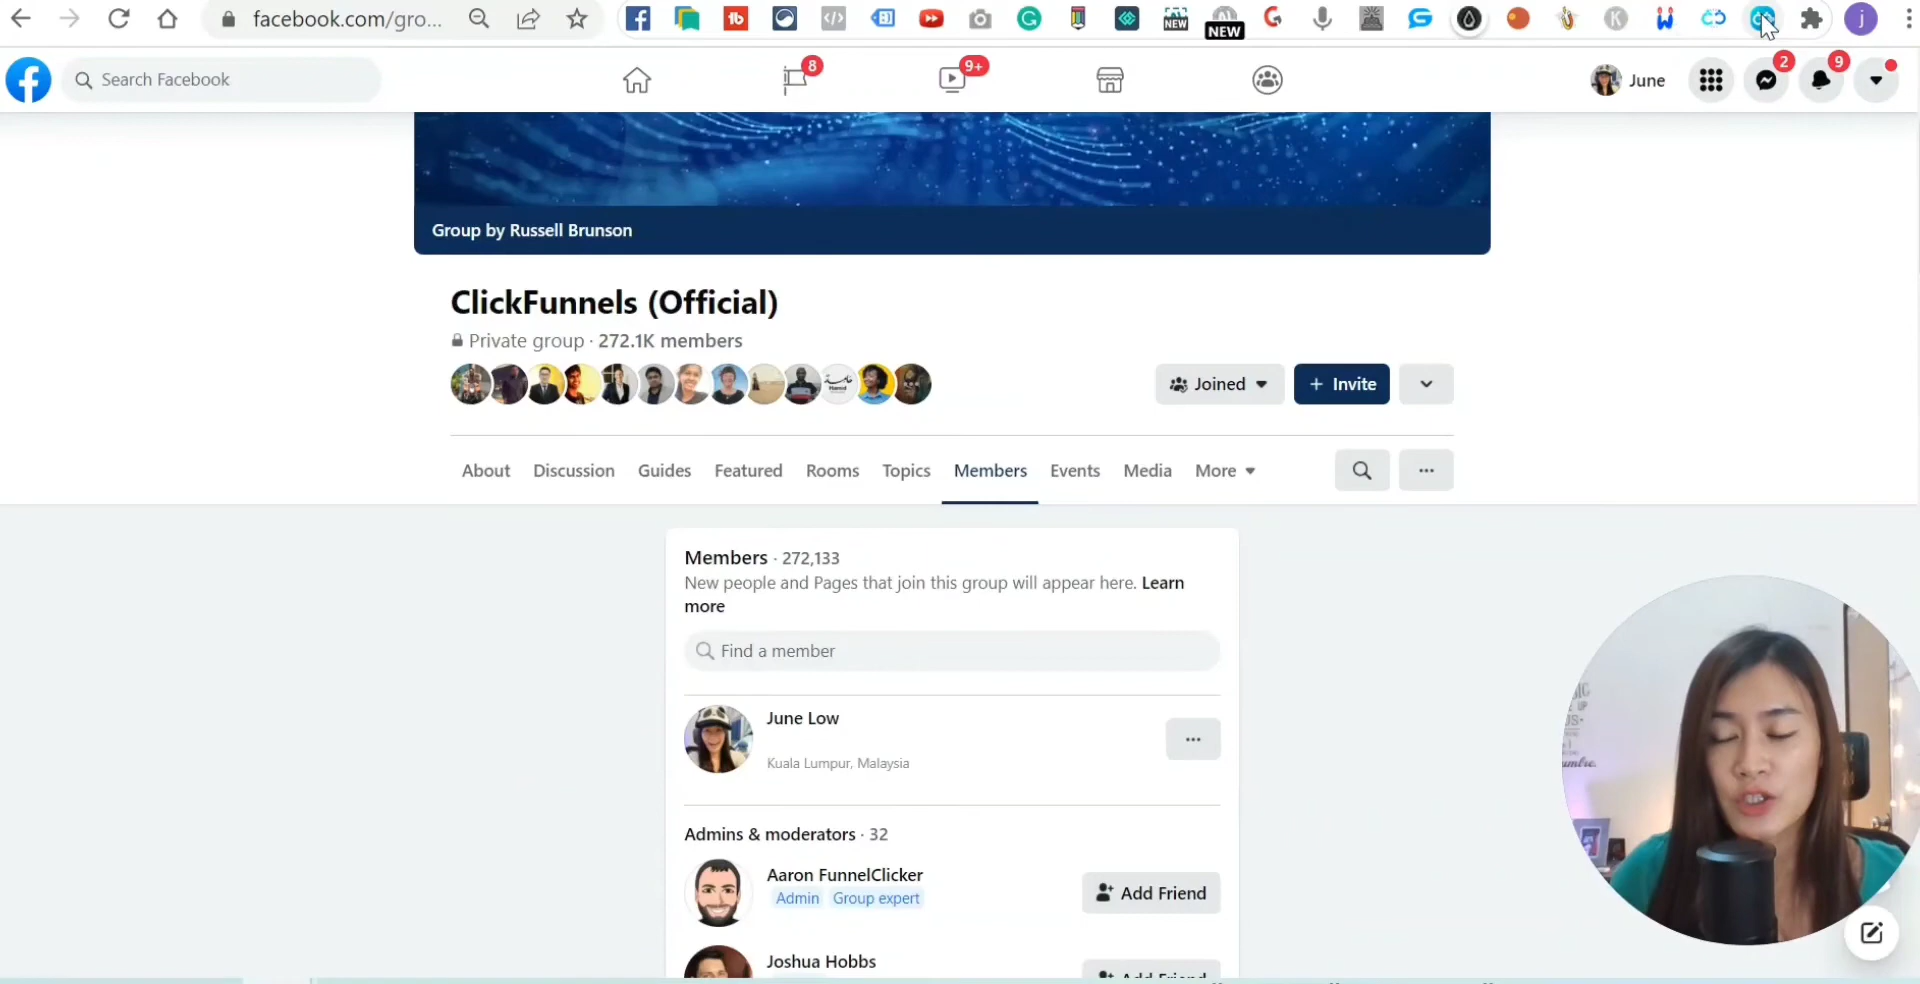 facebook.com/gro...
NEW
NEW
Search Facebook
8
9+
June
2
9
Group by Russell Brunson
ClickFunnels (Official)
Private group · 272.1K members
Joined
+ Invite
About
Discussion
Guides
Featured
Rooms
Topics
Members
Events
Media
More
Members · 272,133
New people and Pages that join this group will appear here. Learn
more
Find a member
June Low
Kuala Lumpur, Malaysia
Admins & moderators · 32
Aaron FunnelClicker
Admin Group expert
Add Friend
Joshua Hobbs
Add Friend